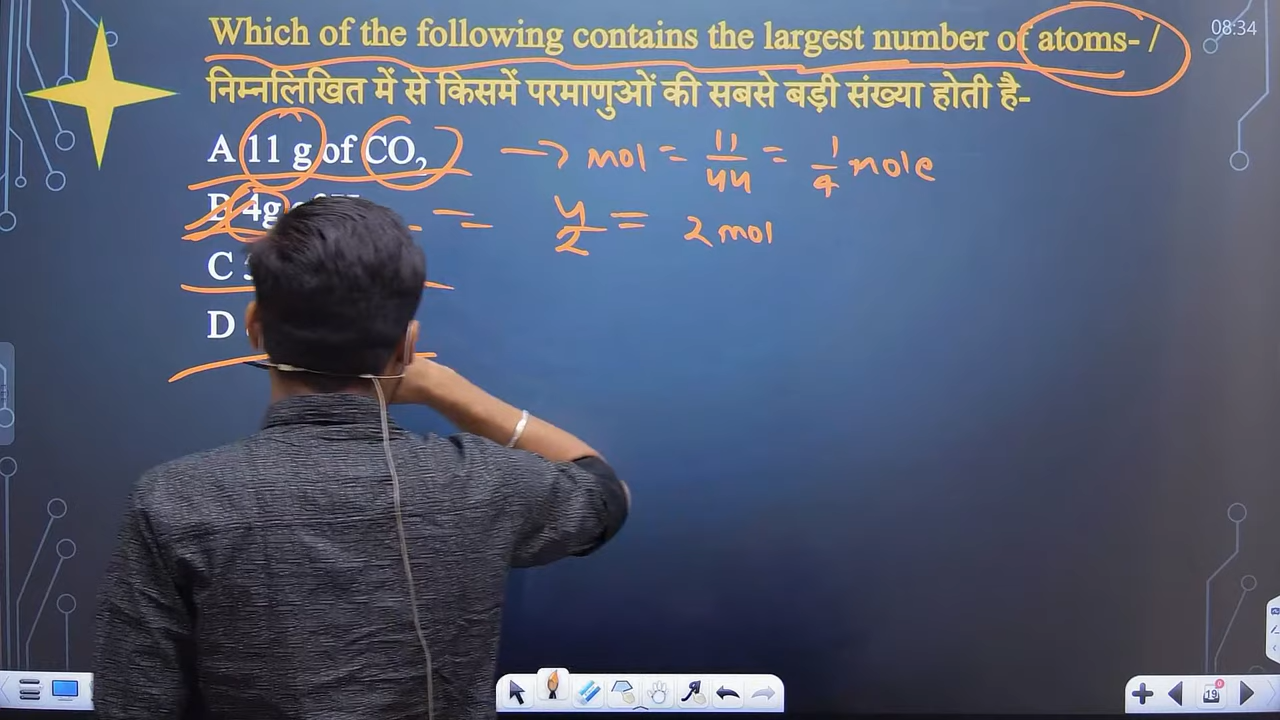 08:34
Which of the following contains the largest number of atoms- /
निम्नलिखित में से किसमें परमाणुओं की सबसे बड़ी संख्या होती है-
A 11 g of CO₂ → mol = 11/44 = 1/4 mole
B 4g = 4/2 = 2 mol
C
D
19